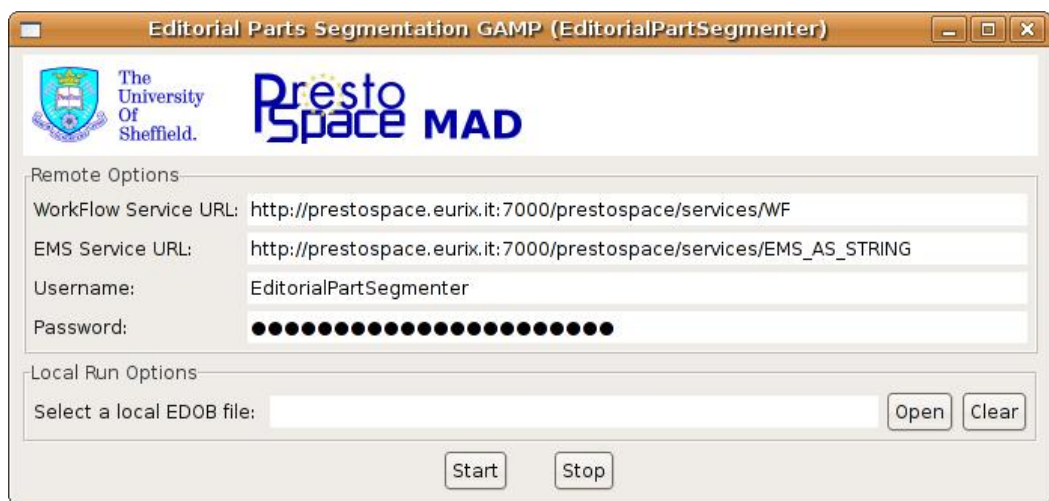 Editorial Parts Segmentation GAMP (EditorialPartSegmenter)
The
University
Of
Sheffield.
Presto
Space MAD
Remote Options
WorkFlow Service URL: http://prestospace.eurix.it:7000/prestospace/services/WF
EMS Service URL: http://prestospace.eurix.it:7000/prestospace/services/EMS_AS_STRING
Username: EditorialPartSegmenter
Password: ●●●●●●●●●●●●●●●●●●●●●●
Local Run Options
Select a local EDOB file: Open Clear
Start Stop